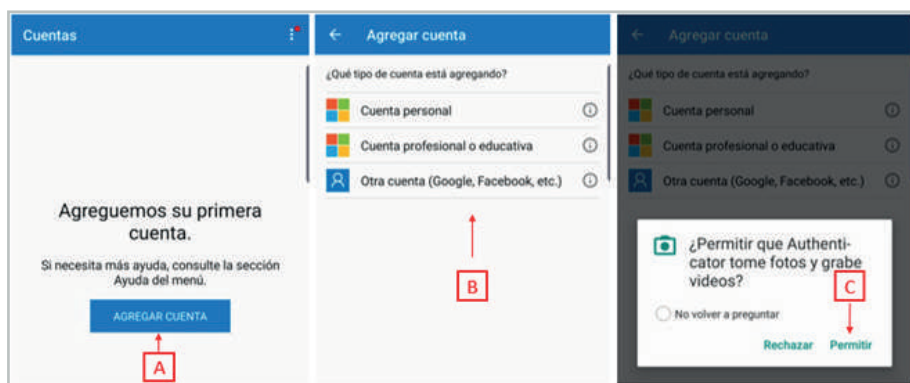 Cuentas
Agreguemos su primera
cuenta.
Si necesita más ayuda, consulte la sección
Ayuda del menú.
AGREGAR CUENTA
A
Agregar cuenta
¿Qué tipo de cuenta está agregando?
Cuenta personal
Cuenta profesional o educativa
Otra cuenta (Google, Facebook, etc.)
B
Agregar cuenta
¿Qué tipo de cuenta está agregando?
Cuenta personal
Cuenta profesional o educativa
Otra cuenta (Google, Facebook, etc.)
¿Permitir que Authenti-
cator tome fotos y grabe
videos?
C
No volver a preguntar
Rechazar Permitir